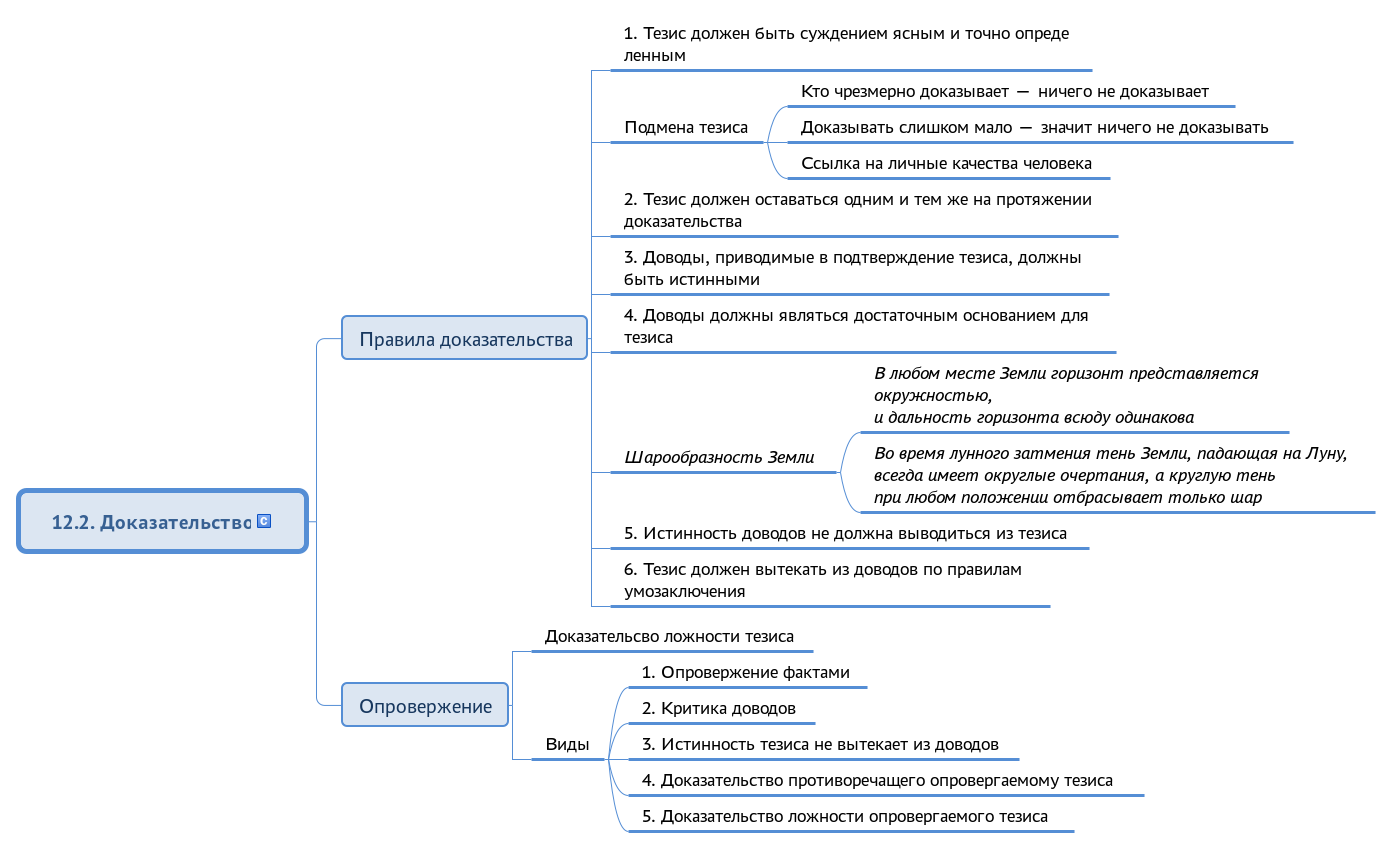 1. Тезис должен быть суждением ясным и точно опреде
ленным
Кто чрезмерно доказывает — ничего не доказывает
Подмена тезиса
Доказывать слишком мало — значит ничего не доказывать
Ссылка на личные качества человека
2. Тезис должен оставаться одним и тем же на протяжении
доказательства
3. Доводы, приводимые в подтверждение тезиса, должны
быть истинными
4. Доводы должны являться достаточным основанием для
тезиса
Правила доказательства
В любом месте Земли горизонт представляется
окружностью,
и дальность горизонта всюду одинакова
Шарообразность Земли
Во время лунного затмения тень Земли, падающая на Луну,
всегда имеет округлые очертания, а круглую тень
при любом положении отбрасывает только шар
12.2. Доказательство
C
5. Истинность доводов не должна выводиться из тезиса
6. Тезис должен вытекать из доводов по правилам
умозаключения
Доказательсво ложности тезиса
Опровержение
1. Опровержение фактами
2. Критика доводов
Виды
3. Истинность тезиса не вытекает из доводов
4. Доказательство противоречащего опровергаемому тезиса
5. Доказательство ложности опровергаемого тезиса